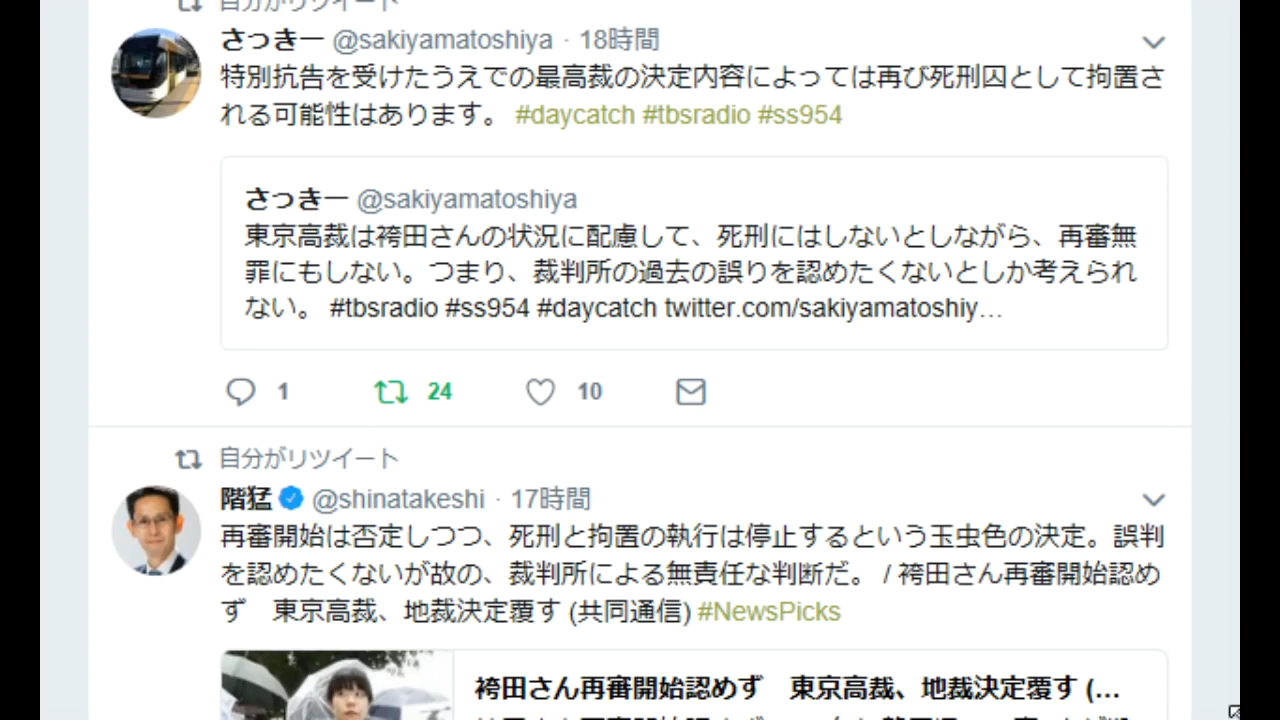 自分がリツイート
さっきー @sakiyamatoshiya · 18時間
特別抗告を受けたうえでの最高裁の決定内容によっては再び死刑囚として拘置さ
れる可能性はあります。 #daycatch #tbsradio #ss954
さっきー @sakiyamatoshiya
東京高裁は袴田さんの状況に配慮して、死刑にはしないとしながら、再審無
罪にもしない。つまり、裁判所の過去の誤りを認めたくないとしか考えられ
ない。 #tbsradio #ss954 #daycatch twitter.com/sakiyamatoshiy…
1 24 10
自分がリツイート
階猛 @shinatakeshi · 17時間
再審開始は否定しつつ、死刑と拘置の執行は停止するという玉虫色の決定。誤判
を認めたくないが故の、裁判所による無責任な判断だ。 / 袴田さん再審開始認め
ず　東京高裁、地裁決定覆す (共同通信) #NewsPicks
袴田さん再審開始認めず　東京高裁、地裁決定覆す (...